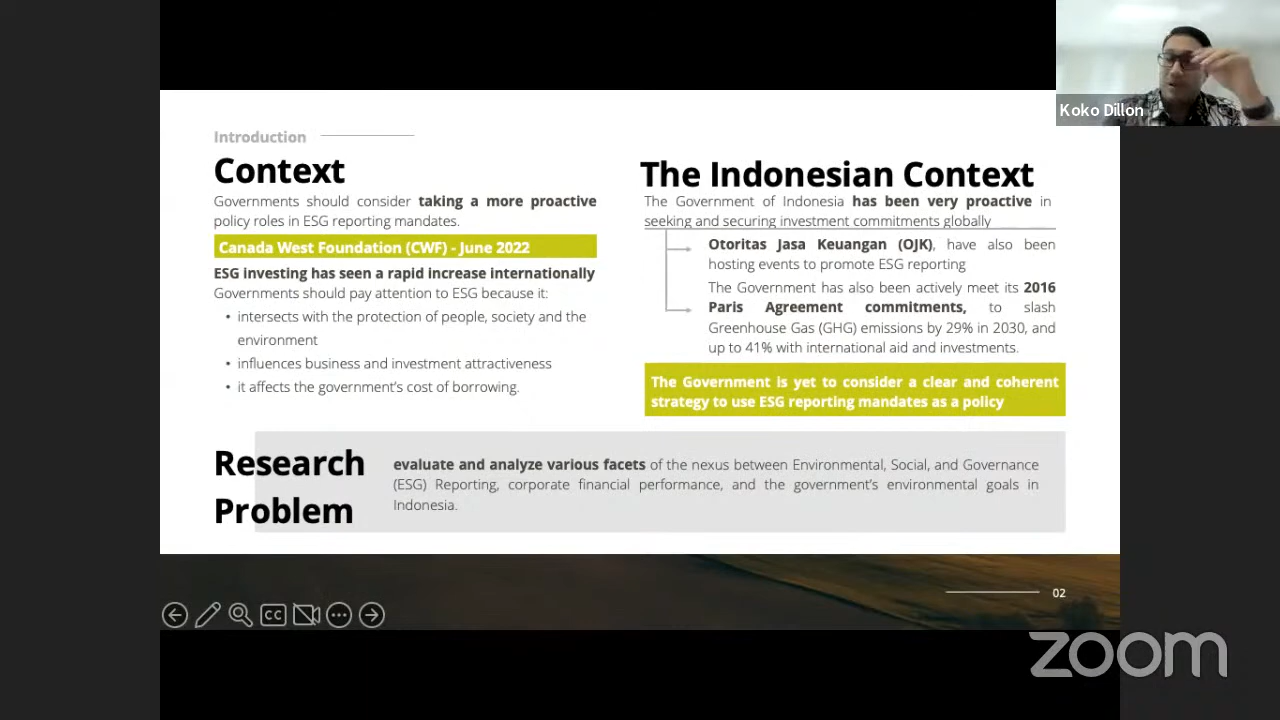 Introduction
Context
Governments should consider taking a more proactive
policy roles in ESG reporting mandates.
Canada West Foundation (CWF) - June 2022
ESG investing has seen a rapid increase internationally
Governments should pay attention to ESG because it:
• intersects with the protection of people, society and the
environment
• influences business and investment attractiveness
• it affects the government's cost of borrowing.
The Indonesian Context
The Government of Indonesia has been very proactive in
seeking and securing investment commitments globally
Otoritas Jasa Keuangan (OJK), have also been
hosting events to promote ESG reporting
The Government has also been actively meet its 2016
Paris Agreement commitments, to slash
Greenhouse Gas (GHG) emissions by 29% in 2030, and
up to 41% with international aid and investments.
The Government is yet to consider a clear and coherent
strategy to use ESG reporting mandates as a policy
Research
Problem
evaluate and analyze various facets of the nexus between Environmental, Social, and Governance
(ESG) Reporting, corporate financial performance, and the government's environmental goals in
Indonesia.
02
CC
Koko Dillon
zoom